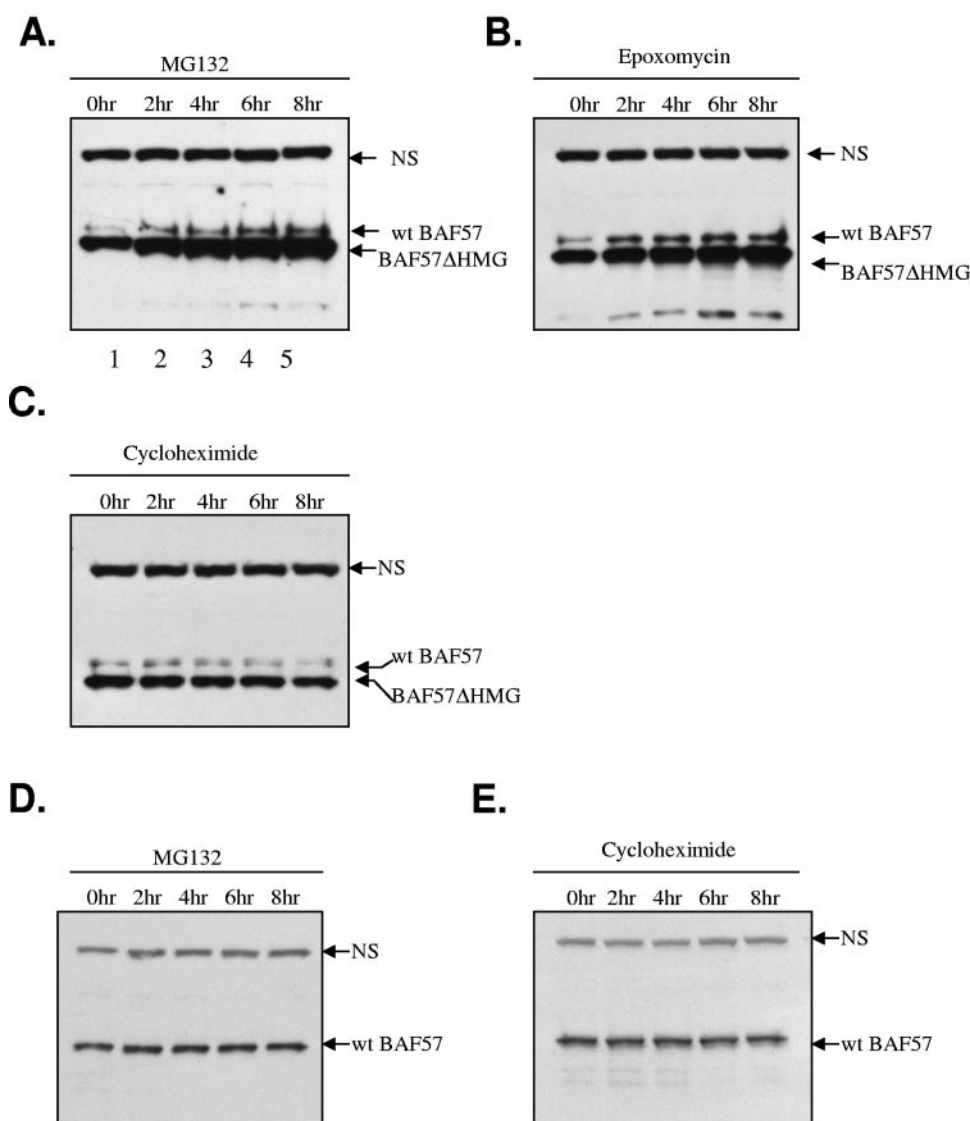 A.
MG132
0hr 2hr 4hr 6hr 8hr
NS
wt BAF57
BAF57ΔHMG
1 2 3 4 5
B.
Epoxomycin
0hr 2hr 4hr 6hr 8hr
NS
wt BAF57
BAF57ΔHMG
C.
Cycloheximide
0hr 2hr 4hr 6hr 8hr
NS
wt BAF57
BAF57ΔHMG
D.
MG132
0hr 2hr 4hr 6hr 8hr
NS
wt BAF57
E.
Cycloheximide
0hr 2hr 4hr 6hr 8hr
NS
wt BAF57